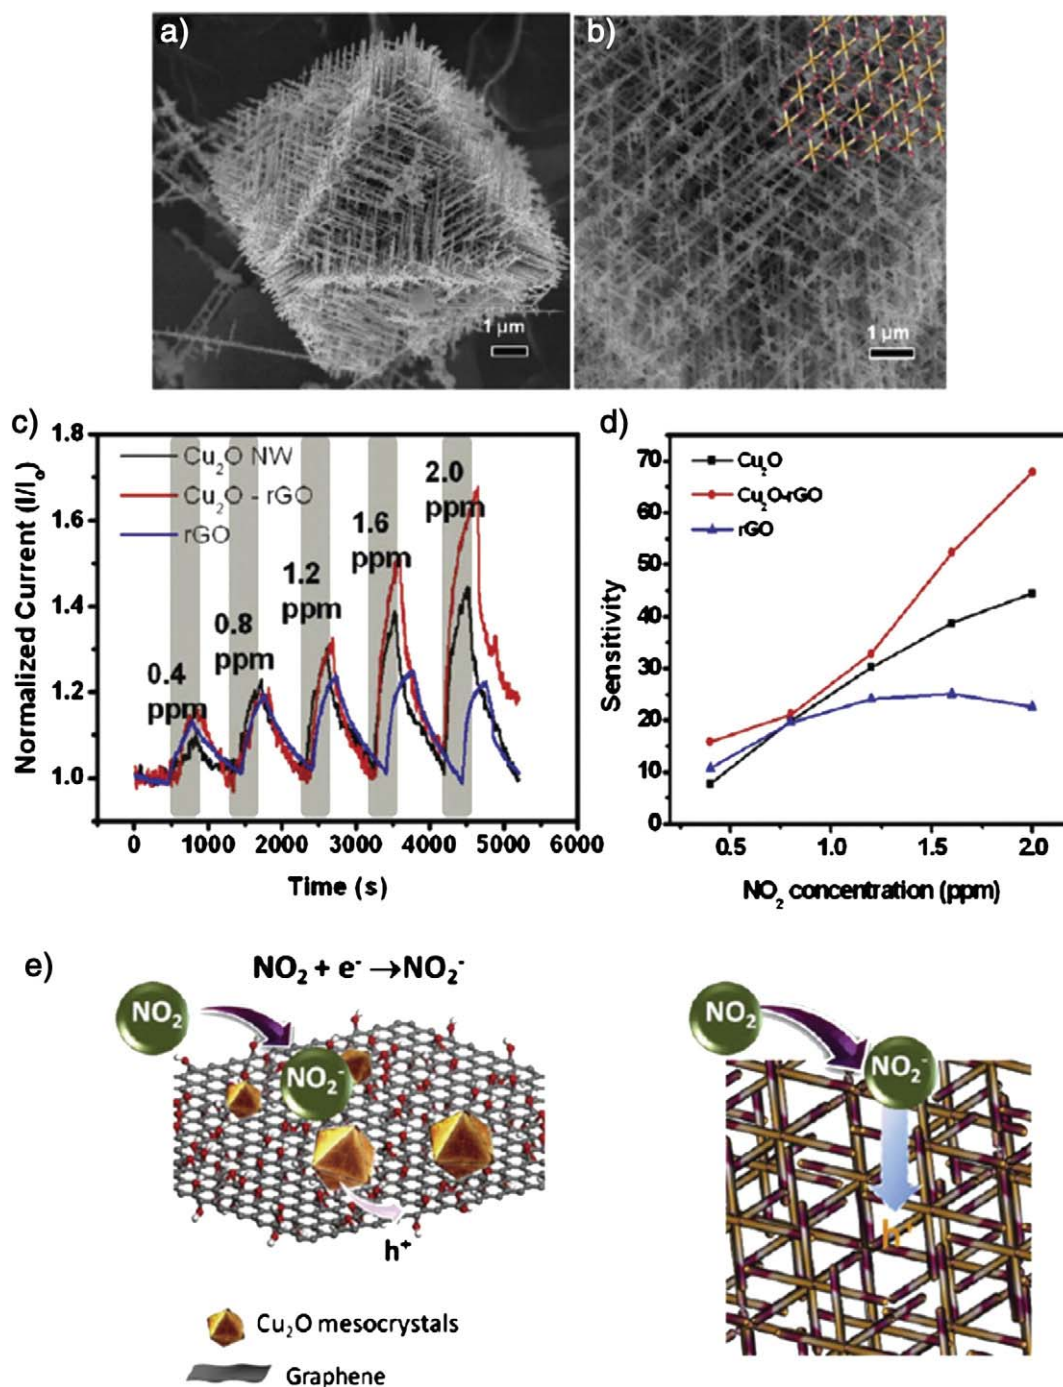 a)
b)
1 µm
1 µm
c)
1.8
1.6
1.4
1.2
1.0
Normalized Current (I/I₀)
Cu₂O NW
Cu₂O - rGO
rGO
0.4
ppm
0.8
ppm
1.2
ppm
1.6
ppm
2.0
ppm
0 1000 2000 3000 4000 5000 6000
Time (s)
d)
70
60
50
40
30
20
10
0
Sensitivity
Cu₂O
Cu₂O-rGO
rGO
0.5 1.0 1.5 2.0
NO₂ concentration (ppm)
e)
NO₂ + e⁻ →NO₂⁻
NO₂
NO₂⁻
h⁺
Cu₂O mesocrystals
Graphene
NO₂
NO₂⁻